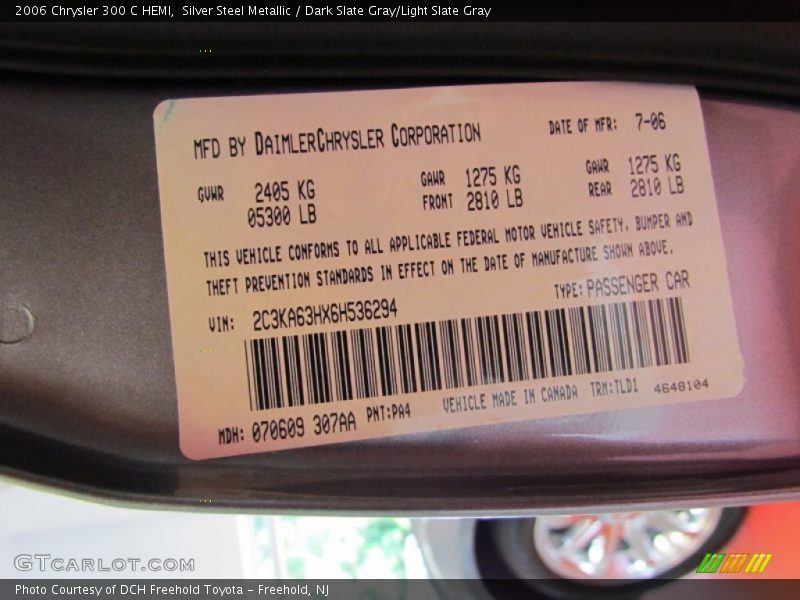 2006 Chrysler 300 C HEMI, Silver Steel Metallic / Dark Slate Gray/Light Slate Gray
MFD BY DAIMLERCHRYSLER CORPORATION DATE OF MFR: 7-06
GVWR 2405 KG GAWR 1275 KG GAWR 1275 KG
05300 LB FRONT 2810 LB REAR 2810 LB
THIS VEHICLE CONFORMS TO ALL APPLICABLE FEDERAL MOTOR VEHICLE SAFETY, BUMPER AND
THEFT PREVENTION STANDARDS IN EFFECT ON THE DATE OF MANUFACTURE SHOWN ABOVE.
VIN: 2C3KA63HX6H536294 TYPE: PASSENGER CAR
MDH: 070609 307AA PNT:PA4 VEHICLE MADE IN CANADA TRM:TLD1 4648104
GTCARLOT.COM
Photo Courtesy of DCH Freehold Toyota - Freehold, NJ